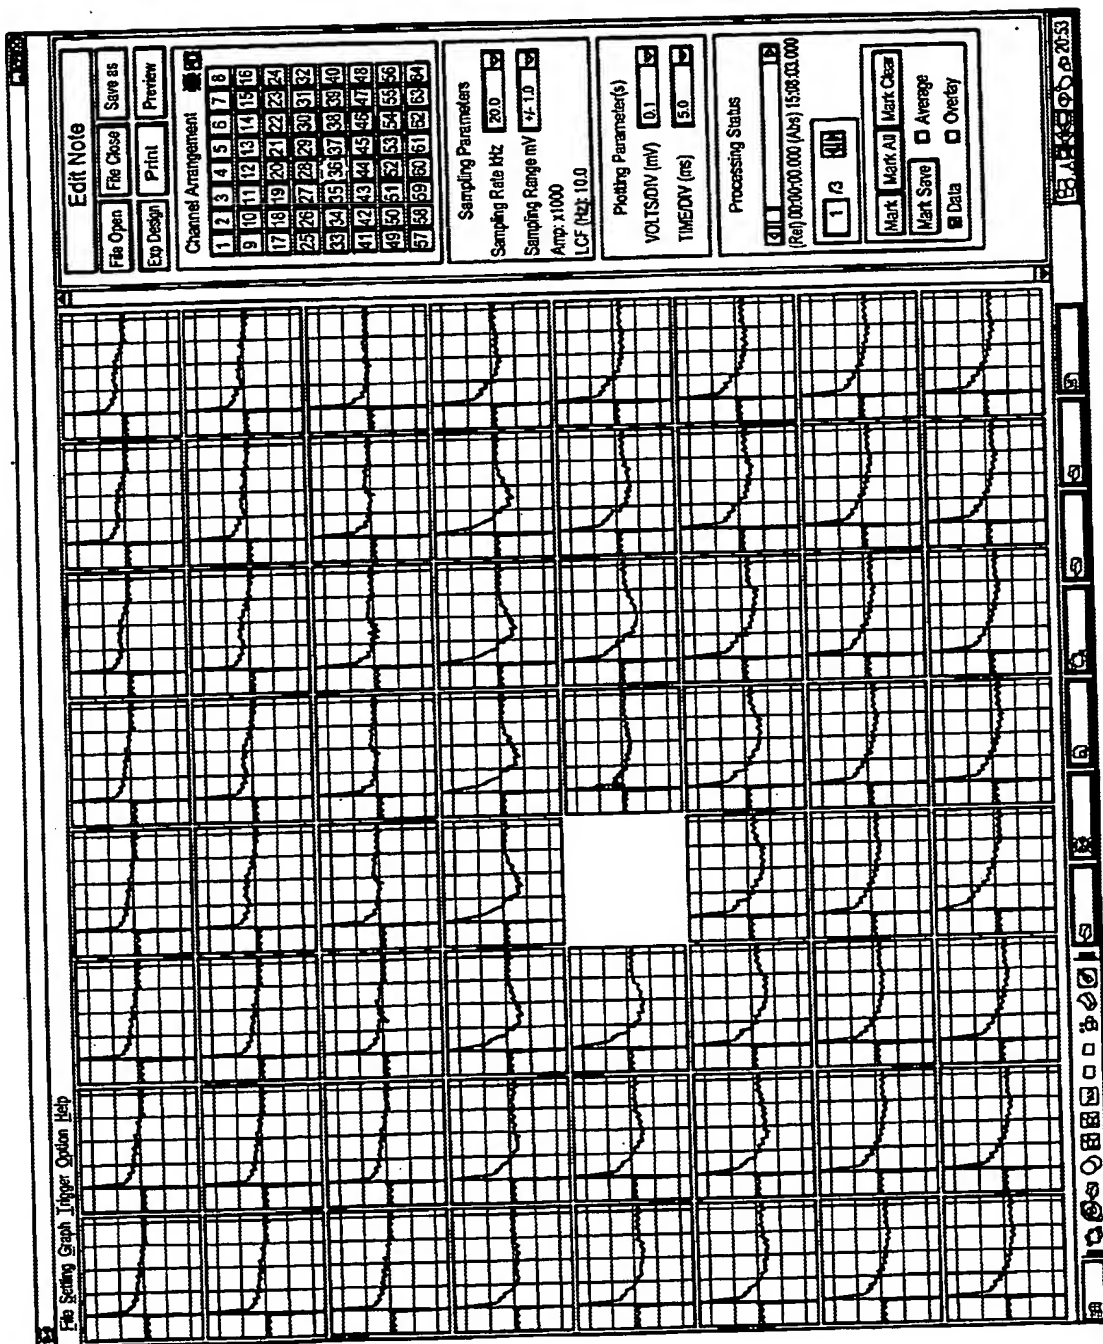 File Setting Graph Trigger Option Help
Edit Note
File Open File Close Save as
Exp Design Print Preview
Channel Arrangement
1 2 3 4 5 6 7 8
9 10 11 12 13 14 15 16
17 18 19 20 21 22 23 24
25 26 27 28 29 30 31 32
33 34 35 36 37 38 39 40
41 42 43 44 45 46 47 48
49 50 51 52 53 54 55 56
57 58 59 60 61 62 63 64
Sampling Parameters
Sampling Rate kHz 20.0
Sampling Range mV +/- 1.0
Amp: x1000
LCF (Hz): 10.0
Plotting Parameter(s)
VOLTS/DIV (mV) 0.1
TIME/DIV (ms) 5.0
Processing Status
(Rel) 00:00:00.000 (Abs) 15:08:03.000
1 /3
Mark Mark All Mark Clear
Mark Save Average
Data Overlay
20:53